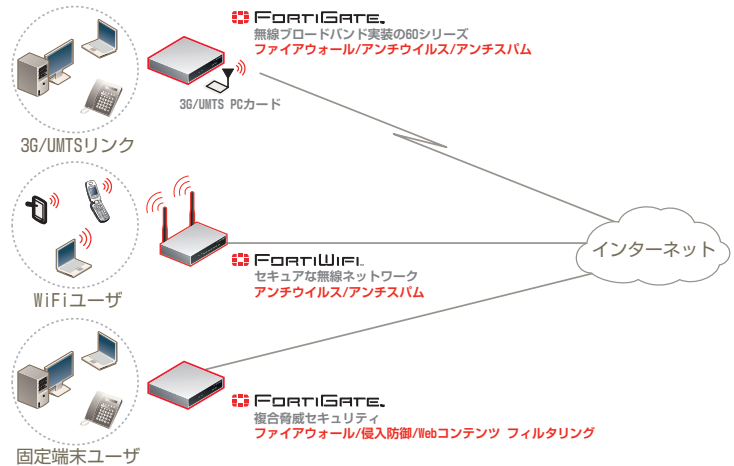 FORTIGATE
無線ブロードバンド実装の60シリーズ
ファイアウォール/アンチウイルス/アンチスパム
3G/UMTS PCカード
3G/UMTSリンク
インターネット
FORTIWIFI
セキュアな無線ネットワーク
アンチウイルス/アンチスパム
WiFiユーザ
FORTIGATE
複合脅威セキュリティ
ファイアウォール/侵入防御/Webコンテンツ フィルタリング
固定端末ユーザ